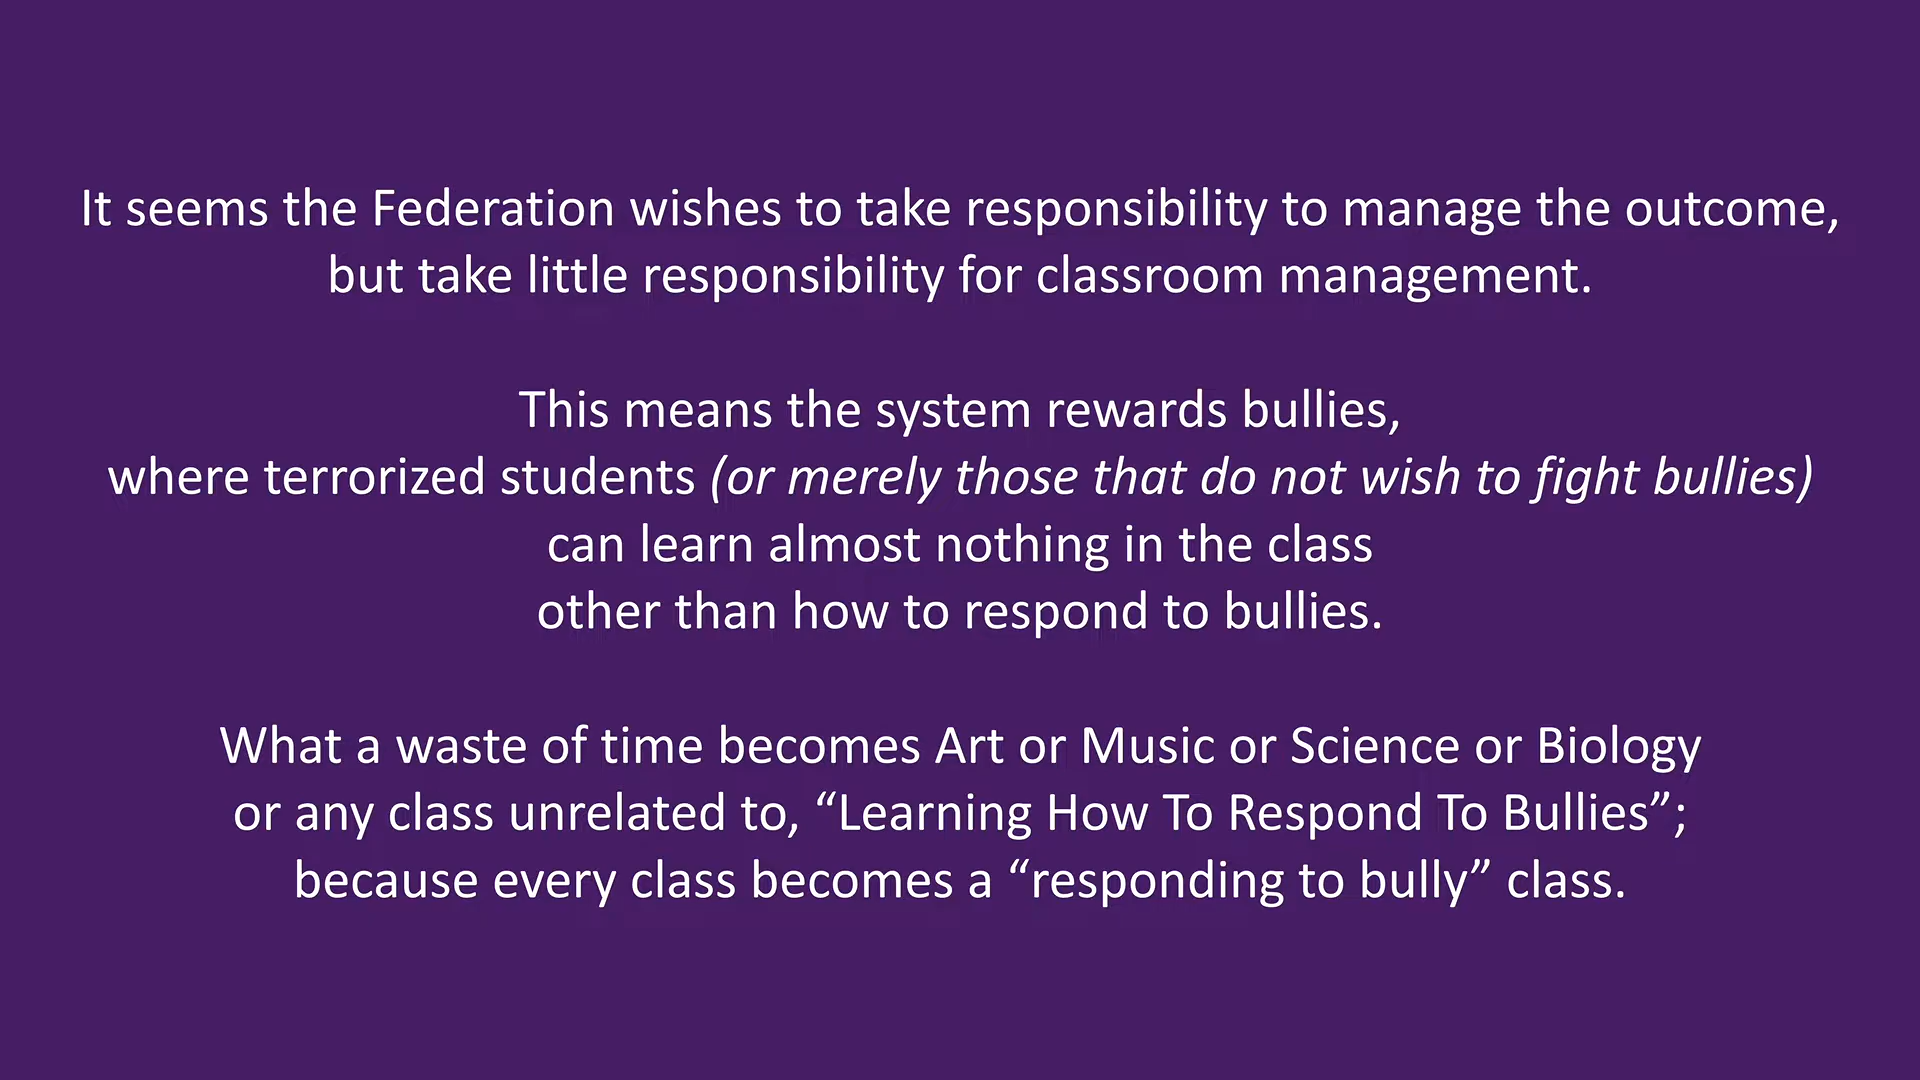 It seems the Federation wishes to take responsibility to manage the outcome,
but take little responsibility for classroom management.
This means the system rewards bullies,
where terrorized students (or merely those that do not wish to fight bullies)
can learn almost nothing in the class
other than how to respond to bullies.
What a waste of time becomes Art or Music or Science or Biology
or any class unrelated to, “Learning How To Respond To Bullies”;
because every class becomes a “responding to bully” class.